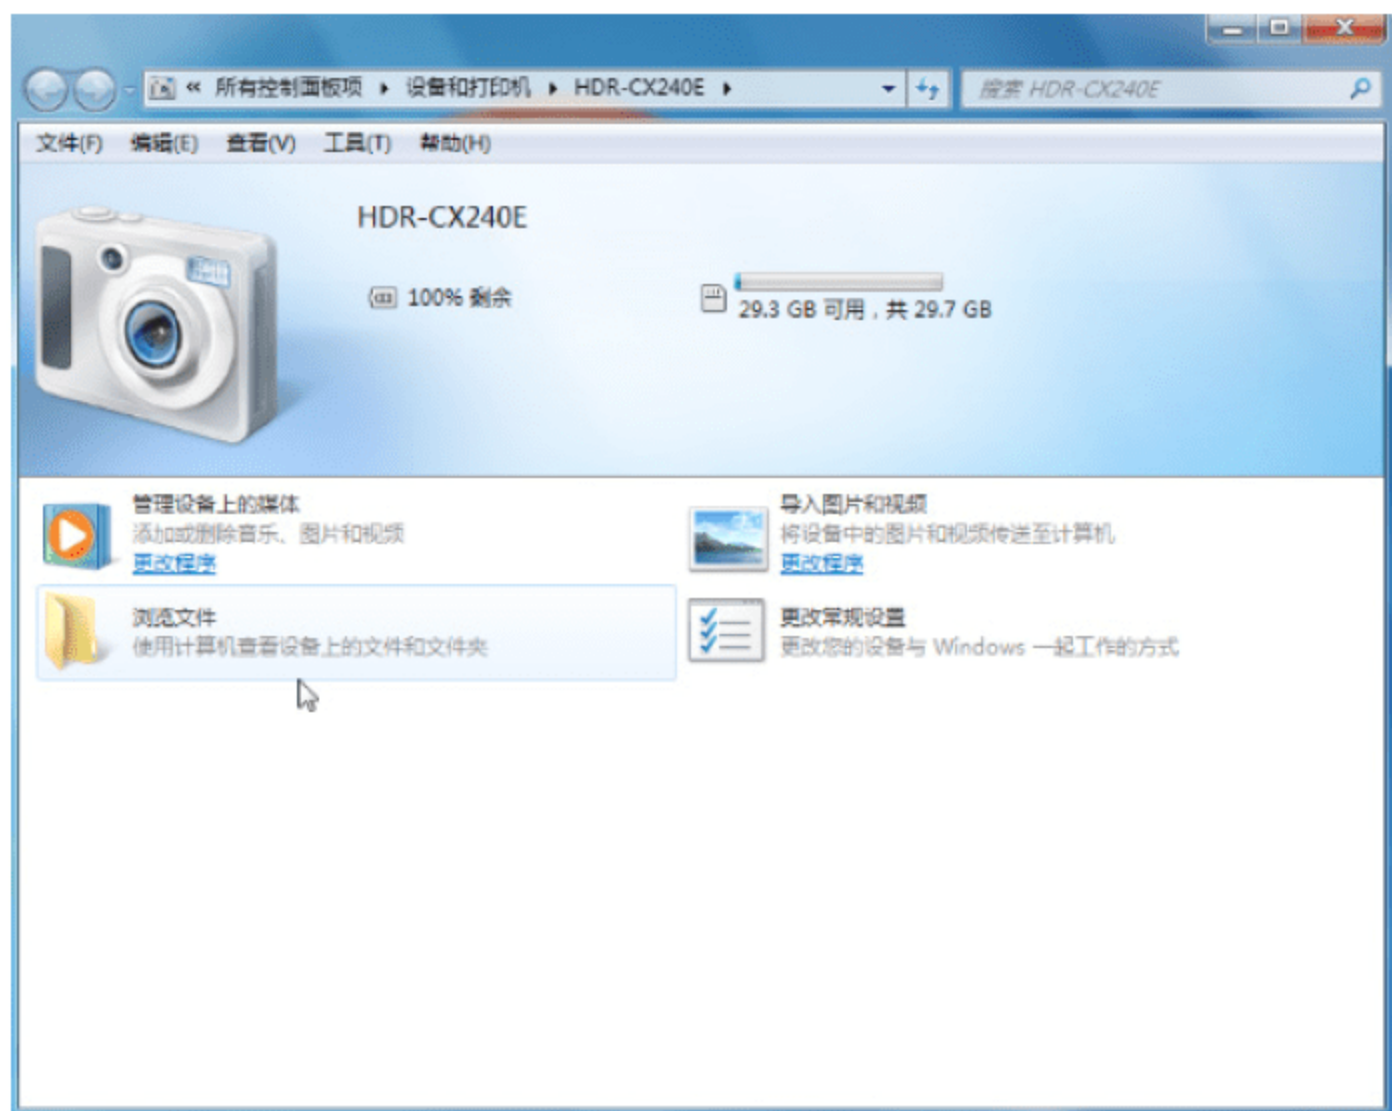 « 所有控制面板项 ▸ 设备和打印机 ▸ HDR-CX240E ▸
搜索 HDR-CX240E
文件(F) 编辑(E) 查看(V) 工具(T) 帮助(H)
HDR-CX240E
100% 剩余
29.3 GB 可用，共 29.7 GB
管理设备上的媒体
添加或删除音乐、图片和视频
更改程序
导入图片和视频
将设备中的图片和视频传送至计算机
更改程序
浏览文件
使用计算机查看设备上的文件和文件夹
更改常规设置
更改您的设备与 Windows 一起工作的方式